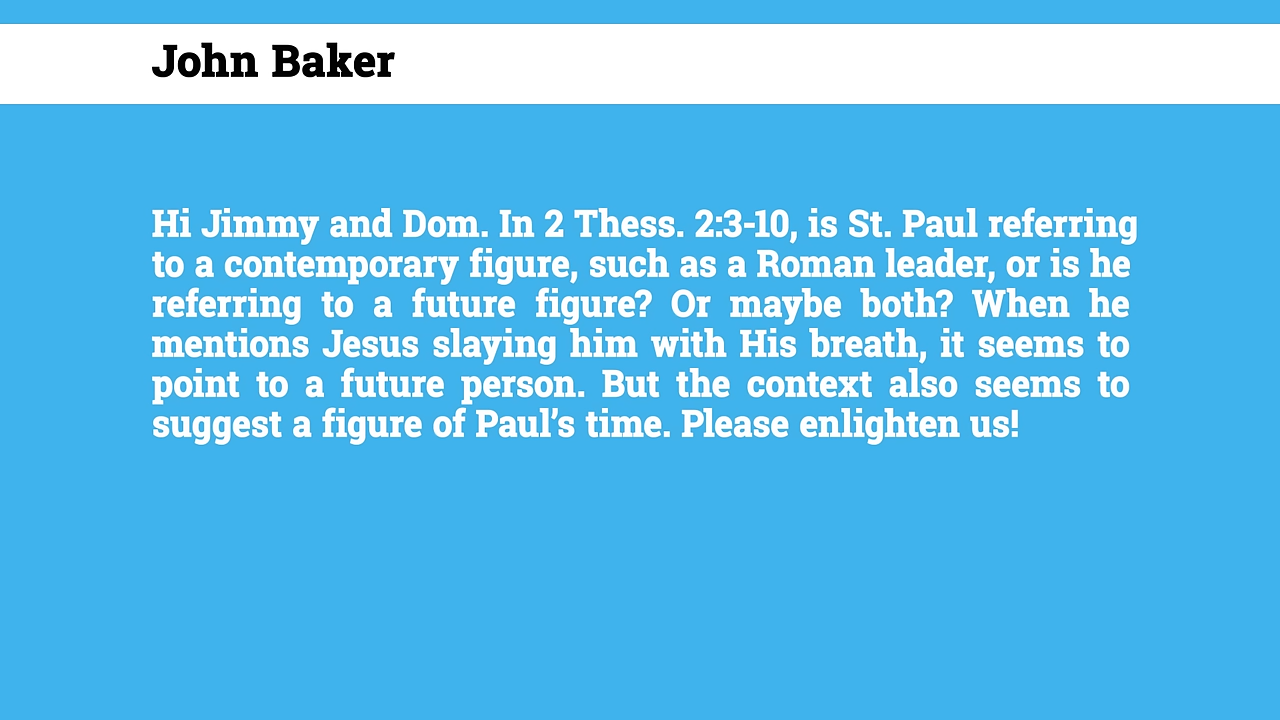 John Baker
Hi Jimmy and Dom. In 2 Thess. 2:3-10, is St. Paul referring
to a contemporary figure, such as a Roman leader, or is he
referring to a future figure? Or maybe both? When he
mentions Jesus slaying him with His breath, it seems to
point to a future person. But the context also seems to
suggest a figure of Paul’s time. Please enlighten us!